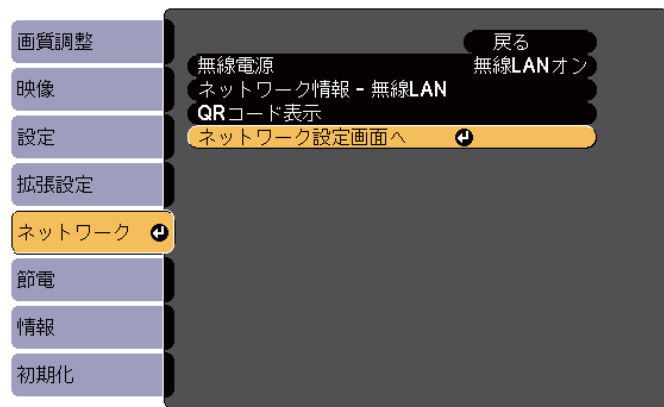 画質調整
映像
設定
拡張設定
ネットワーク
節電
情報
初期化
戻る
無線電源 無線LANオン
ネットワーク情報 - 無線LAN
QRコード表示
ネットワーク設定画面へ